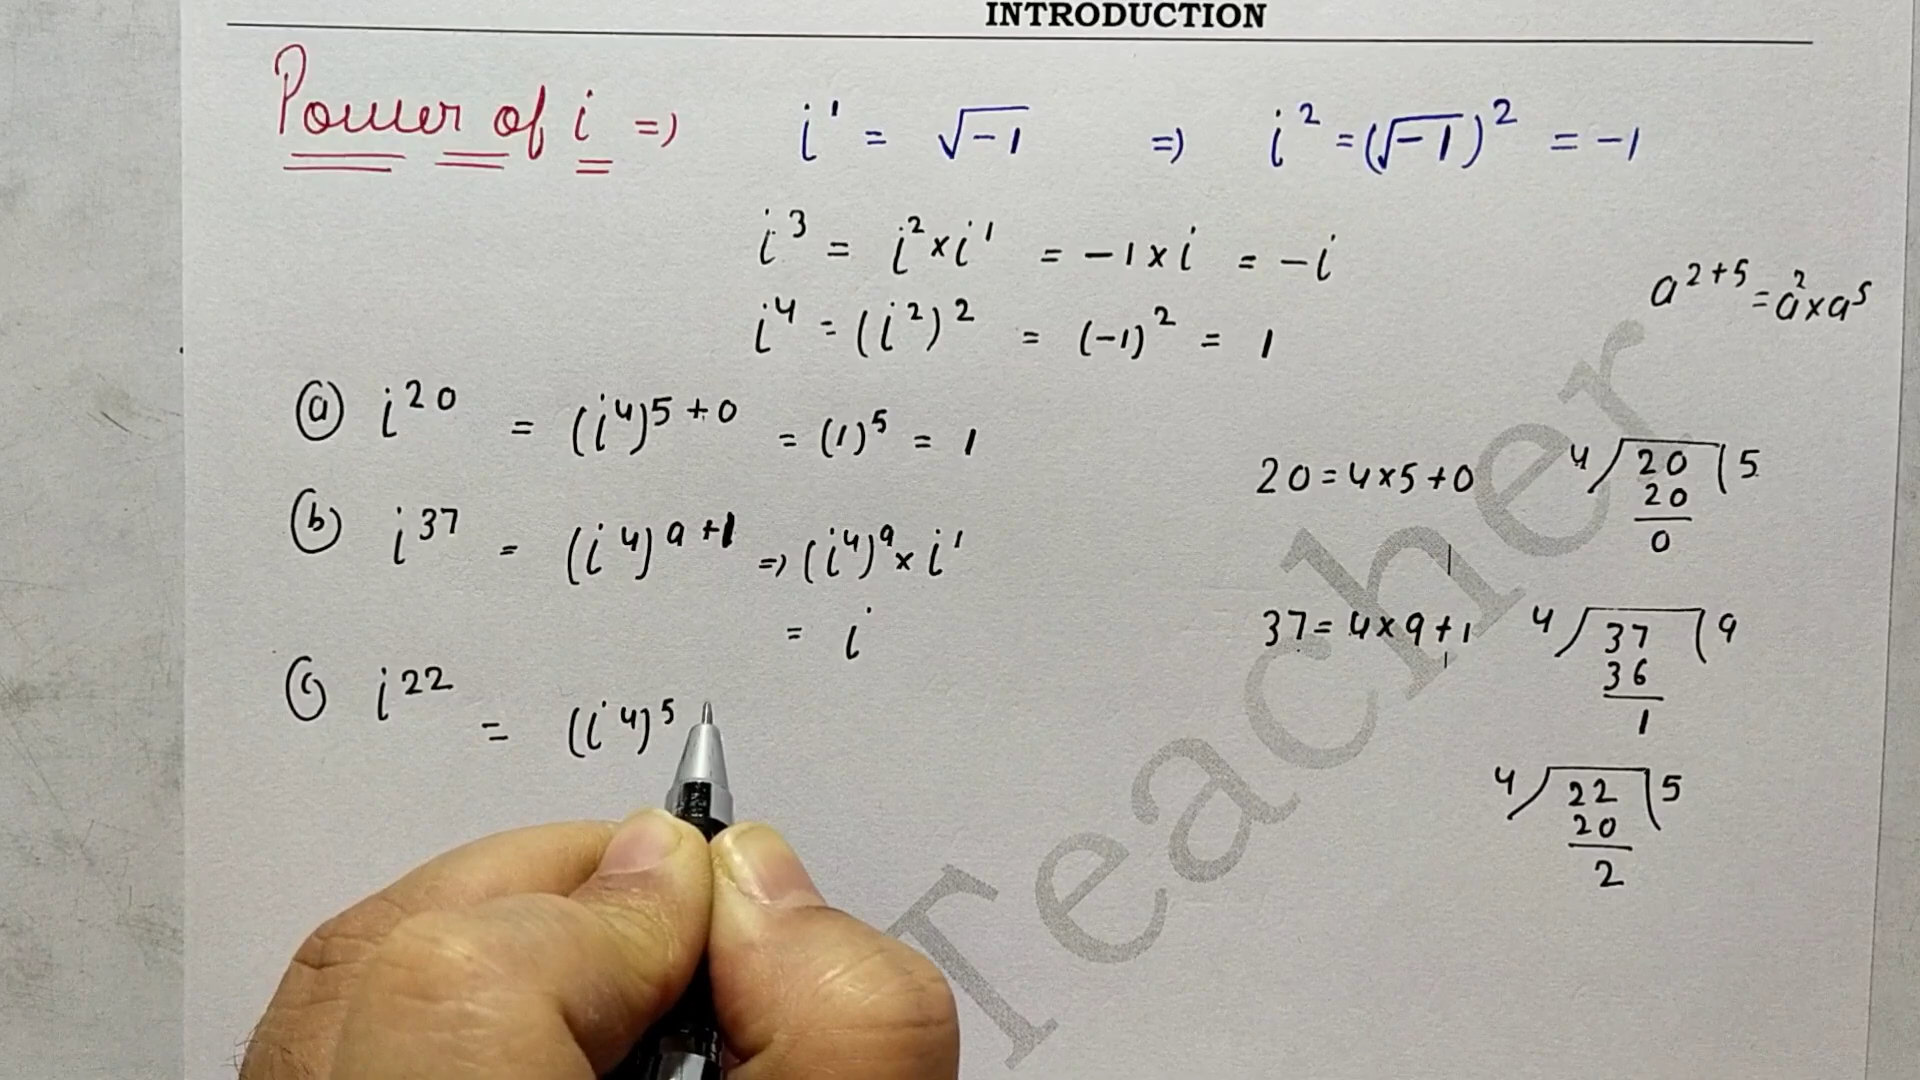 INTRODUCTION
Power of i => i¹ = √-1 => i² = (√-1)² = -1
i³ = i² × i¹ = -1 × i = -i
a²⁺⁵ = a² × a⁵
i⁴ = (i²)² = (-1)² = 1
(a) i²⁰ = (i⁴)⁵⁺⁰ = (1)⁵ = 1
20 = 4×5+0
4 20 5
20
0
(b) i³⁷ = (i⁴)⁹⁺¹ => (i⁴)⁹ × i¹
= i
37 = 4×9+1
4 37 9
36
1
(c) i²² = (i⁴)⁵
4 22 5
20
2
Teacher